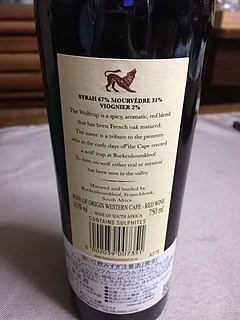 SYRAH 67% MOURVÈDRE 31%
VIOGNIER 2%
The Wolftrap is a spicy, aromatic, red blend
that has been French oak matured.
The name is a tribute to the pioneers
who in the early days of the Cape erected
a wolf trap at Boekenhoutskloof.
To date, no wolf either real or mystical
has been seen in the valley.
Matured and bottled by
Boekenhoutskloof, Franschhoek,
South Africa
WINE OF ORIGIN WESTERN CAPE - RED WINE
WINE OF SOUTH AFRICA
750 ml
CONTAINS SULPHITES
6 002039 007351
A278